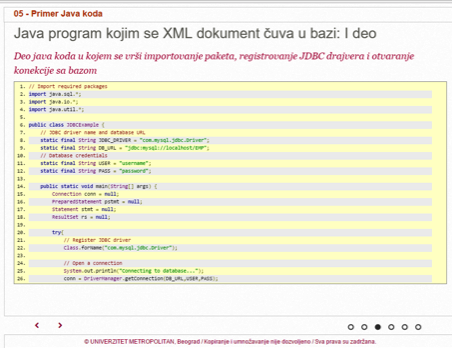 05 - Primer Java koda
Java program kojim se XML dokument čuva u bazi: I deo
Deo java koda u kojem se vrši importovanje paketa, registrovanje JDBC drajvera i otvaranje
konekcije sa bazom
1. // Import required packages
2. import java.sql.*;
3. import java.io.*;
4. import java.util.*;
5.
6. public class JDBCExample {
7. // JDBC driver name and database URL
8. static final String JDBC_DRIVER = "com.mysql.jdbc.Driver";
9. static final String DB_URL = "jdbc:mysql://localhost/EMP";
10. // Database credentials
11. static final String USER = "username";
12. static final String PASS = "password";
13.
14. public static void main(String[] args) {
15. Connection conn = null;
16. PreparedStatement pstmt = null;
17. Statement stmt = null;
18. ResultSet rs = null;
19.
20. try{
21. // Register JDBC driver
22. Class.forName("com.mysql.jdbc.Driver");
23.
24. // Open a connection
25. System.out.println("Connecting to database...");
26. conn = DriverManager.getConnection(DB_URL,USER,PASS);
© UNIVERZITET METROPOLITAN, Beograd / Kopiranje i umnožavanje nije dozvoljeno / Sva prava su zadržana.